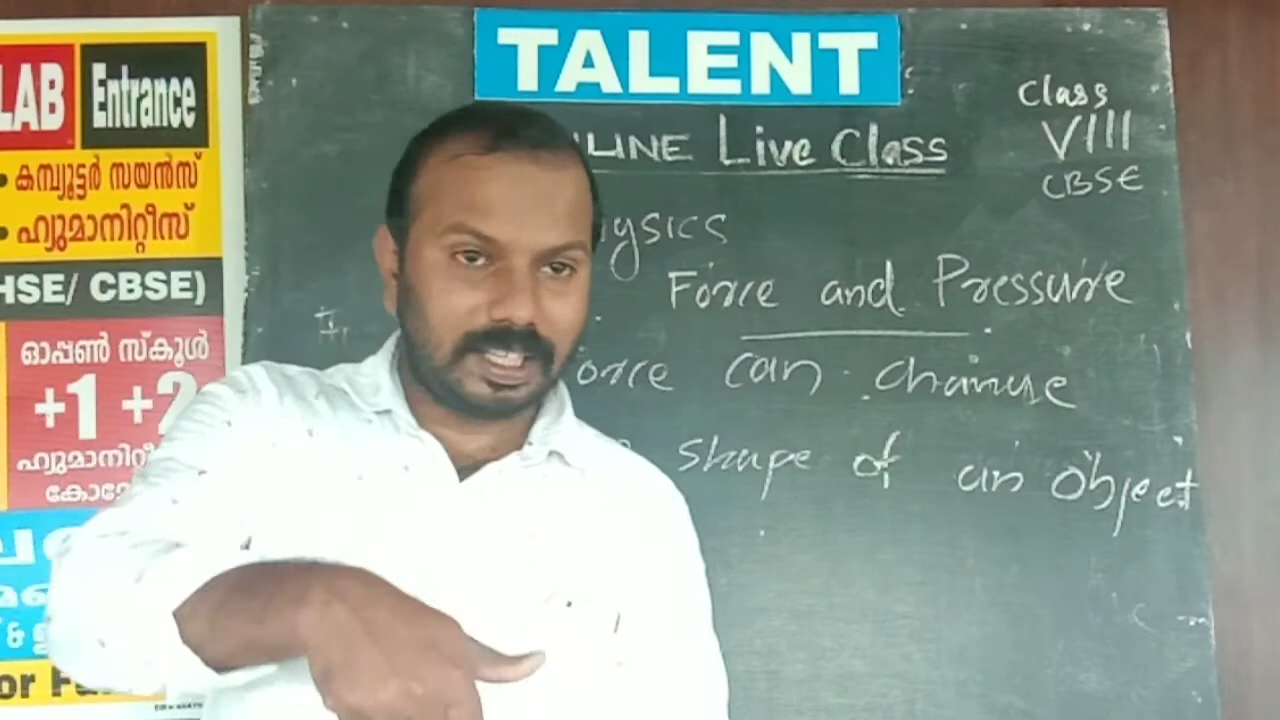 LAB Entrance
• കമ്പ്യൂട്ടർ സയൻസ്
• ഹ്യുമാനിറ്റീസ്
HSE/ CBSE)
ഓപ്പൺ സ്കൂൾ
+1 +2
or
TALENT
LINE Live Class
Class
VIII
CBSE
ysics
Force and Pressure
orce can change
shape of an object